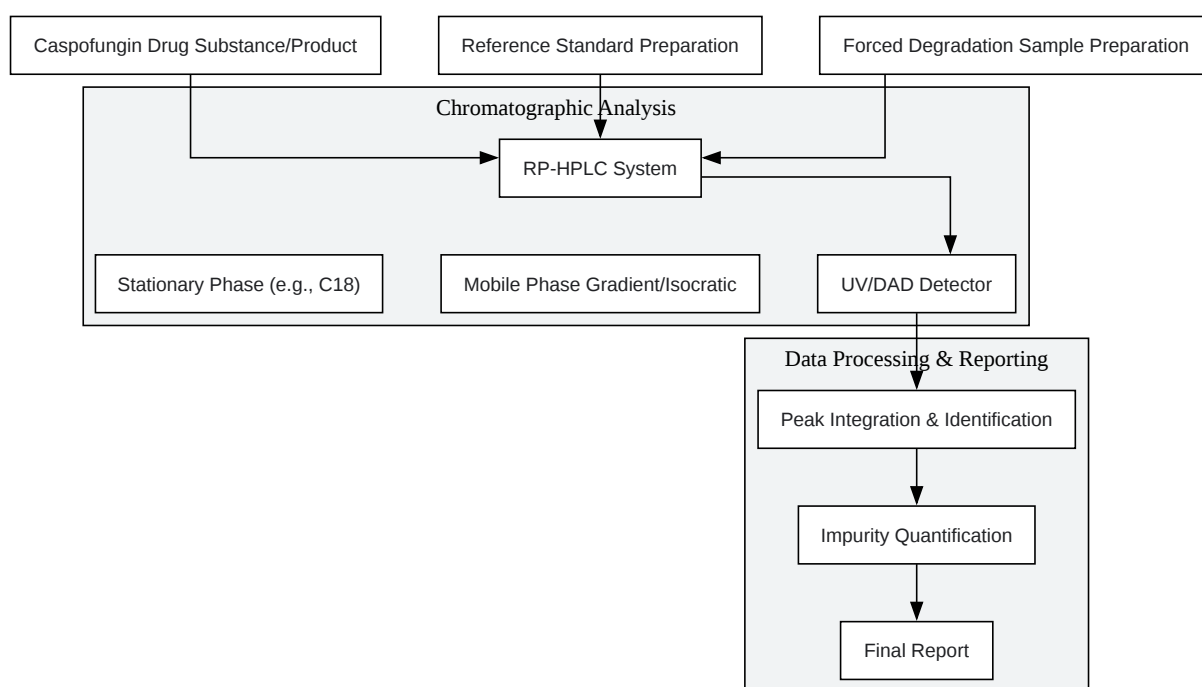 Caspofungin Drug Substance/Product
Reference Standard Preparation
Forced Degradation Sample Preparation
Chromatographic Analysis
RP-HPLC System
Stationary Phase (e.g., C18)
Mobile Phase Gradient/Isocratic
UV/DAD Detector
Data Processing & Reporting
Peak Integration & Identification
Impurity Quantification
Final Report